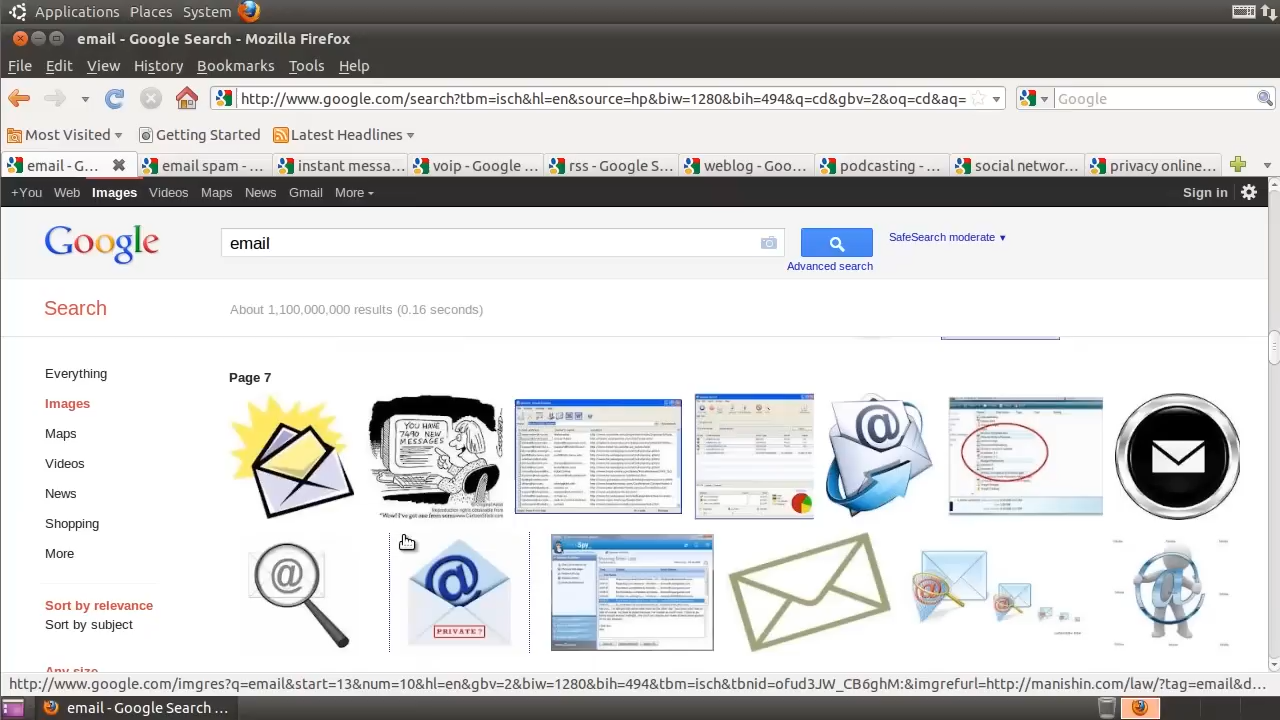 Applications Places System
email - Google Search - Mozilla Firefox
File Edit View History Bookmarks Tools Help
http://www.google.com/search?tbm=isch&hl=en&source=hp&biw=1280&bih=494&q=cd&gbv=2&oq=cd&aq=
Google
Most Visited Getting Started Latest Headlines
email - G... email spam - ... instant messa... voip - Google ... rss - Google S... weblog - Goo... podcasting - ... social networ... privacy online...
+You Web Images Videos Maps News Gmail More Sign in
Google email SafeSearch moderate
Advanced search
Search About 1,100,000,000 results (0.16 seconds)
Everything
Images
Maps
Videos
News
Shopping
More
Sort by relevance
Sort by subject
Any size
Page 7
YOU HAVE
MESSAGES
@
@
@
PRIVATE?
Spy
@
@
@
http://www.google.com/imgres?q=email&start=13&num=10&hl=en&gbv=2&biw=1280&bih=494&tbm=isch&tbnid=ofud3JW_CB6ghM:&imgrefurl=http://manishin.com/law/?tag=email&d...
email - Google Search ...